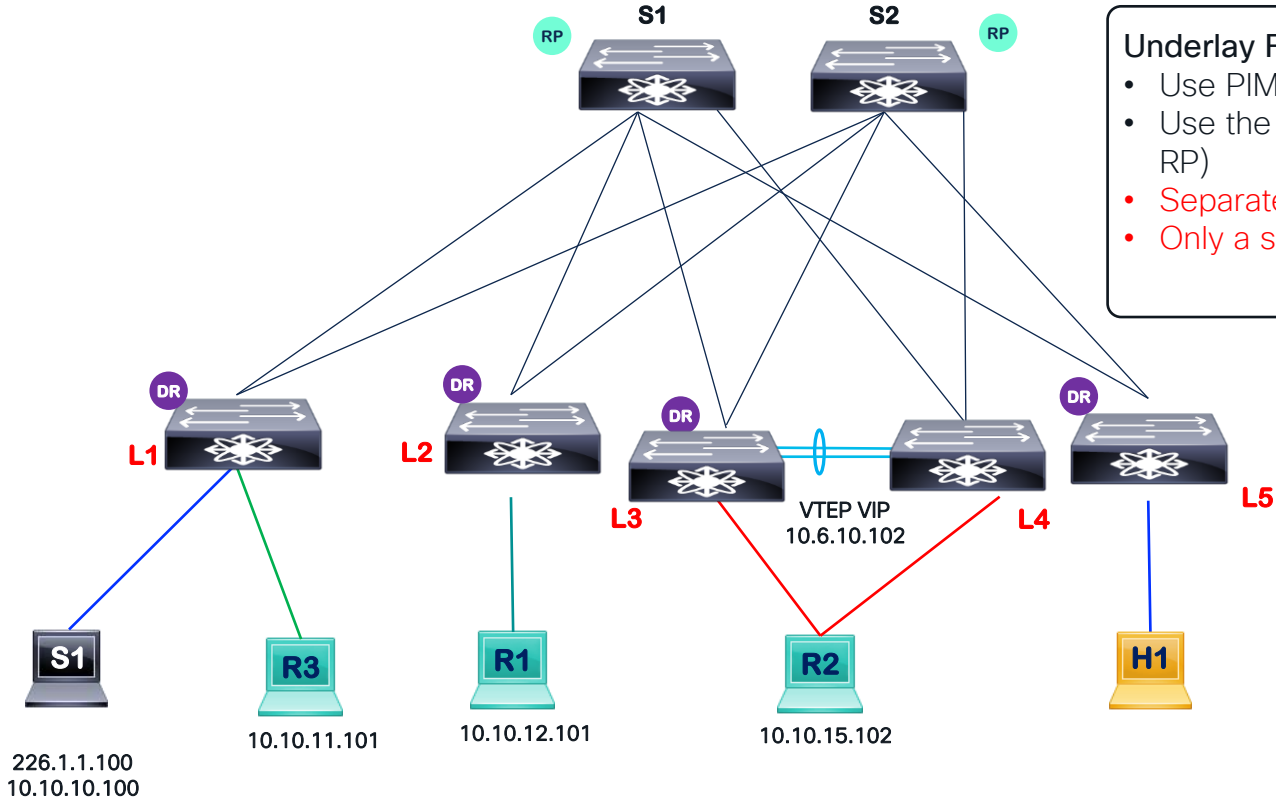 S1
S2
RP
RP
Underlay
• Use PIM
• Use the
RP)
•
• Only a
DR
DR
DR
DR
L1
L2
L3
L4
L5
VTEP VIP
10.6.10.102
S1
R3
R1
R2
H1
10.10.11.101
10.10.12.101
10.10.15.102
226.1.1.100
10.10.10.100